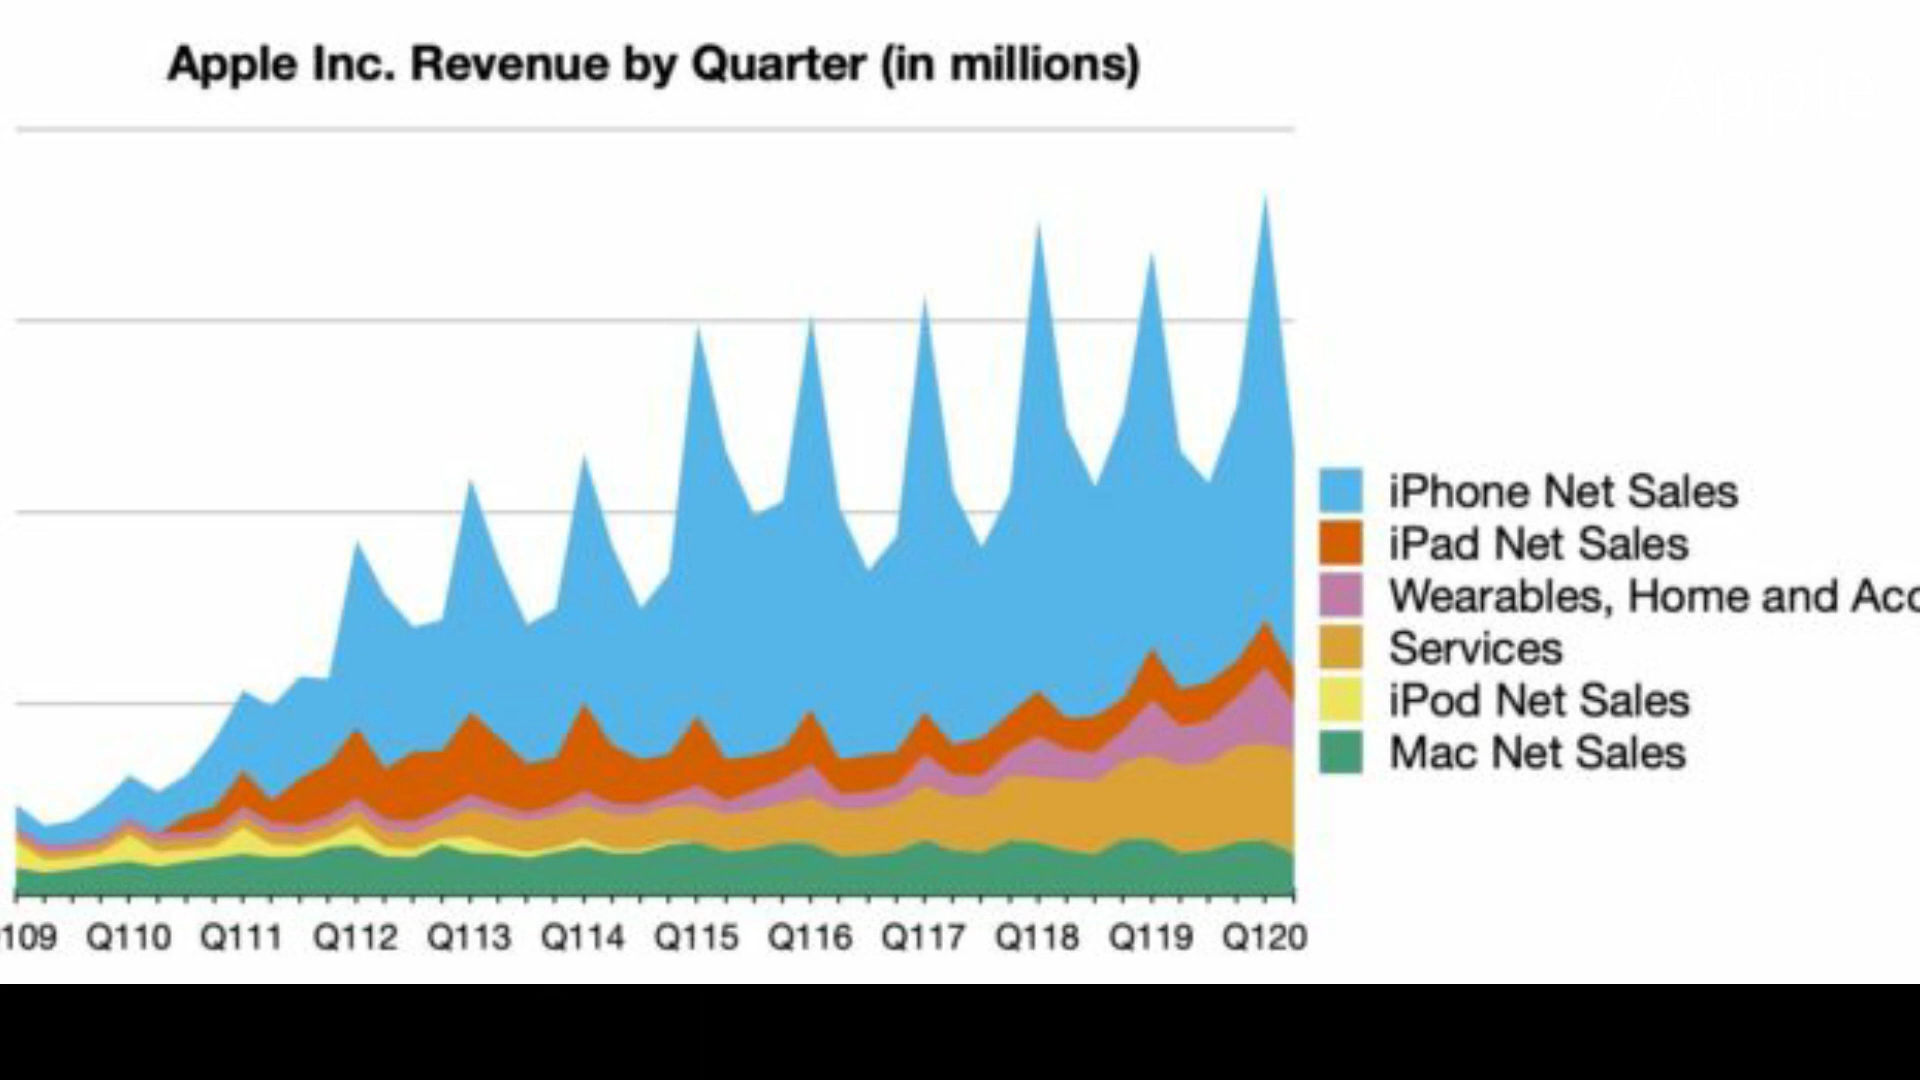 Apple Inc. Revenue by Quarter (in millions)
iPhone Net Sales
iPad Net Sales
Wearables, Home and Acc
Services
iPod Net Sales
Mac Net Sales
109 Q110 Q111 Q112 Q113 Q114 Q115 Q116 Q117 Q118 Q119 Q120